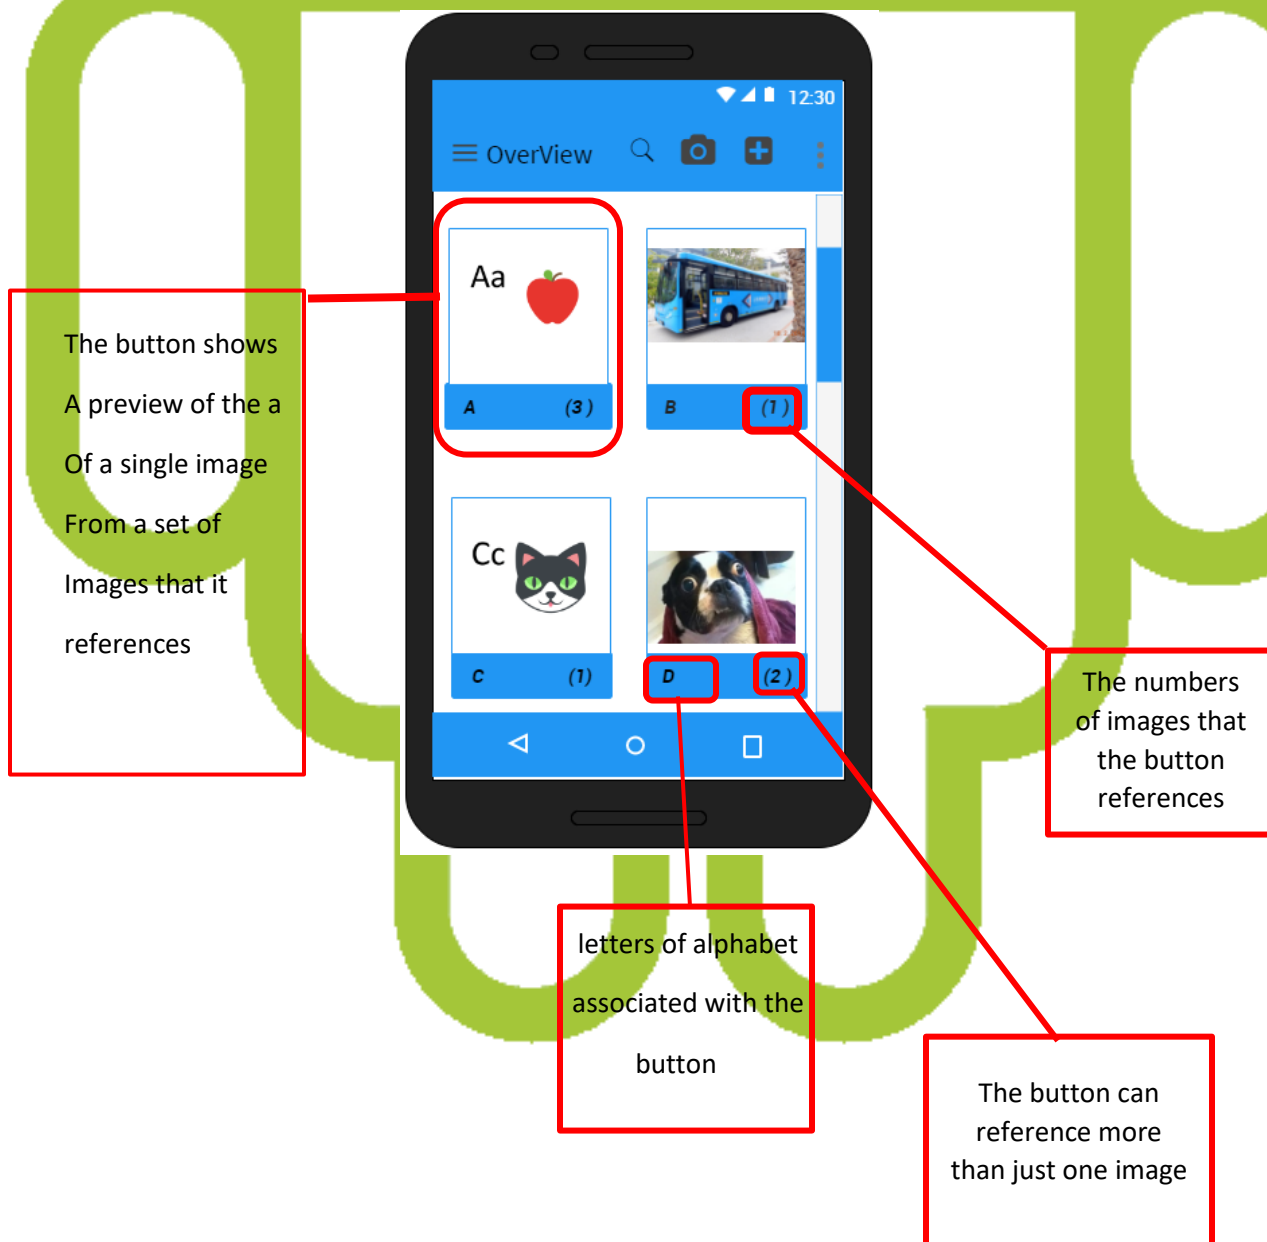 12:30
OverView
Aa
A (3)
B (1)
Cc
C (1)
D (2)
The button shows
A preview of the a
Of a single image
From a set of
Images that it
references
The numbers
of images that
the button
references
letters of alphabet
associated with the
button
The button can
reference more
than just one image